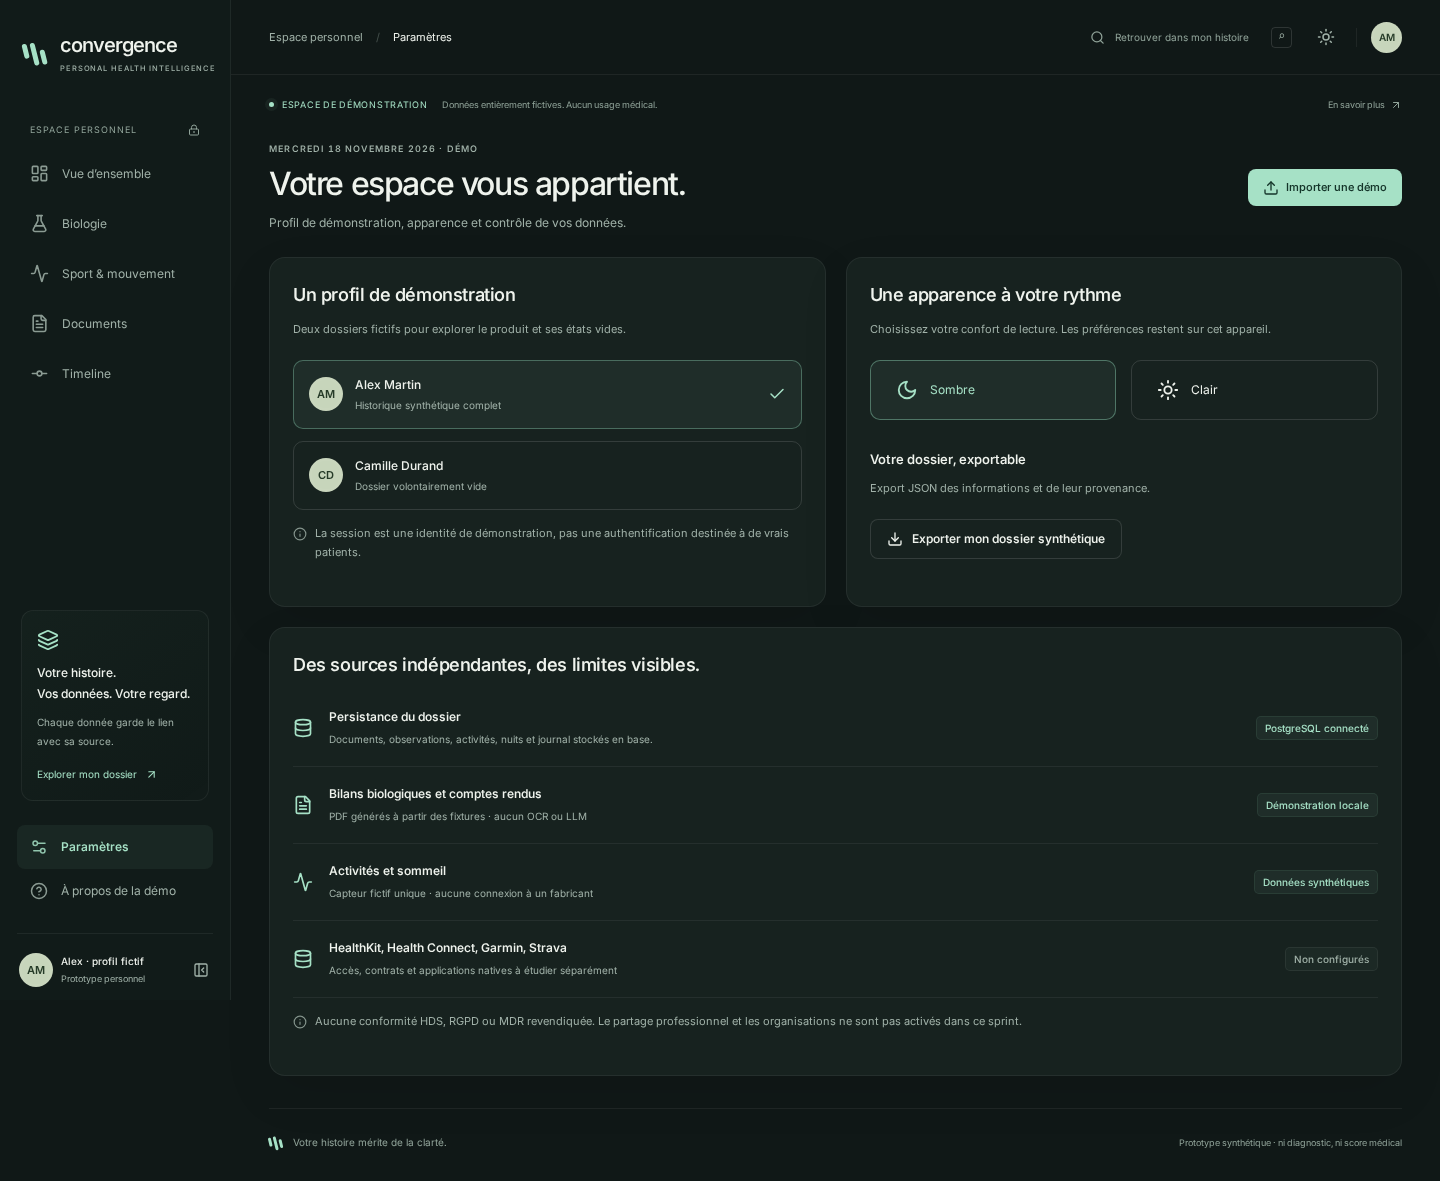 convergence
PERSONAL HEALTH INTELLIGENCE
ESPACE PERSONNEL
Vue d’ensemble
Biologie
Sport & mouvement
Documents
Timeline
Votre histoire.
Vos données. Votre regard.
Chaque donnée garde le lien
avec sa source.
Explorer mon dossier
Paramètres
À propos de la démo
AM
Alex · profil fictif
Prototype personnel
Espace personnel / Paramètres
Retrouver dans mon histoire
AM
ESPACE DE DÉMONSTRATION
Données entièrement fictives. Aucun usage médical.
En savoir plus
MERCREDI 18 NOVEMBRE 2026 · DÉMO
Votre espace vous appartient.
Profil de démonstration, apparence et contrôle de vos données.
Importer une démo
Un profil de démonstration
Deux dossiers fictifs pour explorer le produit et ses états vides.
AM
Alex Martin
Historique synthétique complet
CD
Camille Durand
Dossier volontairement vide
La session est une identité de démonstration, pas une authentification destinée à de vrais
patients.
Une apparence à votre rythme
Choisissez votre confort de lecture. Les préférences restent sur cet appareil.
Sombre
Clair
Votre dossier, exportable
Export JSON des informations et de leur provenance.
Exporter mon dossier synthétique
Des sources indépendantes, des limites visibles.
Persistance du dossier
Documents, observations, activités, nuits et journal stockés en base.
PostgreSQL connecté
Bilans biologiques et comptes rendus
PDF générés à partir des fixtures · aucun OCR ou LLM
Démonstration locale
Activités et sommeil
Capteur fictif unique · aucune connexion à un fabricant
Données synthétiques
HealthKit, Health Connect, Garmin, Strava
Accès, contrats et applications natives à étudier séparément
Non configurés
Aucune conformité HDS, RGPD ou MDR revendiquée. Le partage professionnel et les organisations ne sont pas activés dans ce sprint.
Votre histoire mérite de la clarté.
Prototype synthétique · ni diagnostic, ni score médical